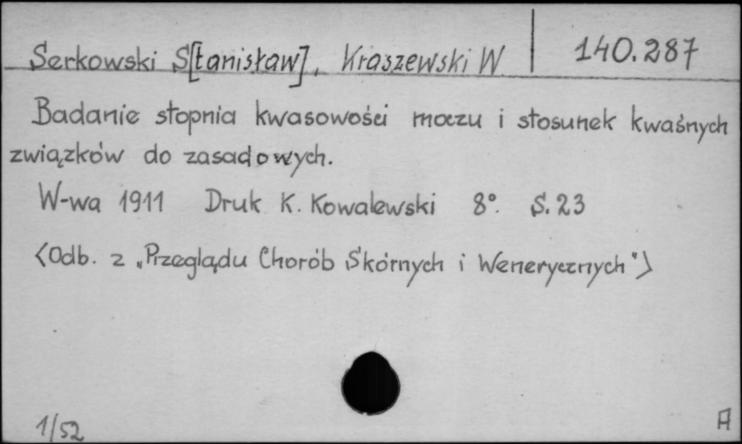 Serkowski S[tanisław], Kraszewski W
140.287
Badanie stopnia kwasowości moczu i stosunek kwaśnych
związków do zasadowych.
W-wa 1911 Druk K. Kowalewski 8°. S. 23
<Odb. z „Przeglądu Chorób Skórnych i Wenerycznych">
1/52
A